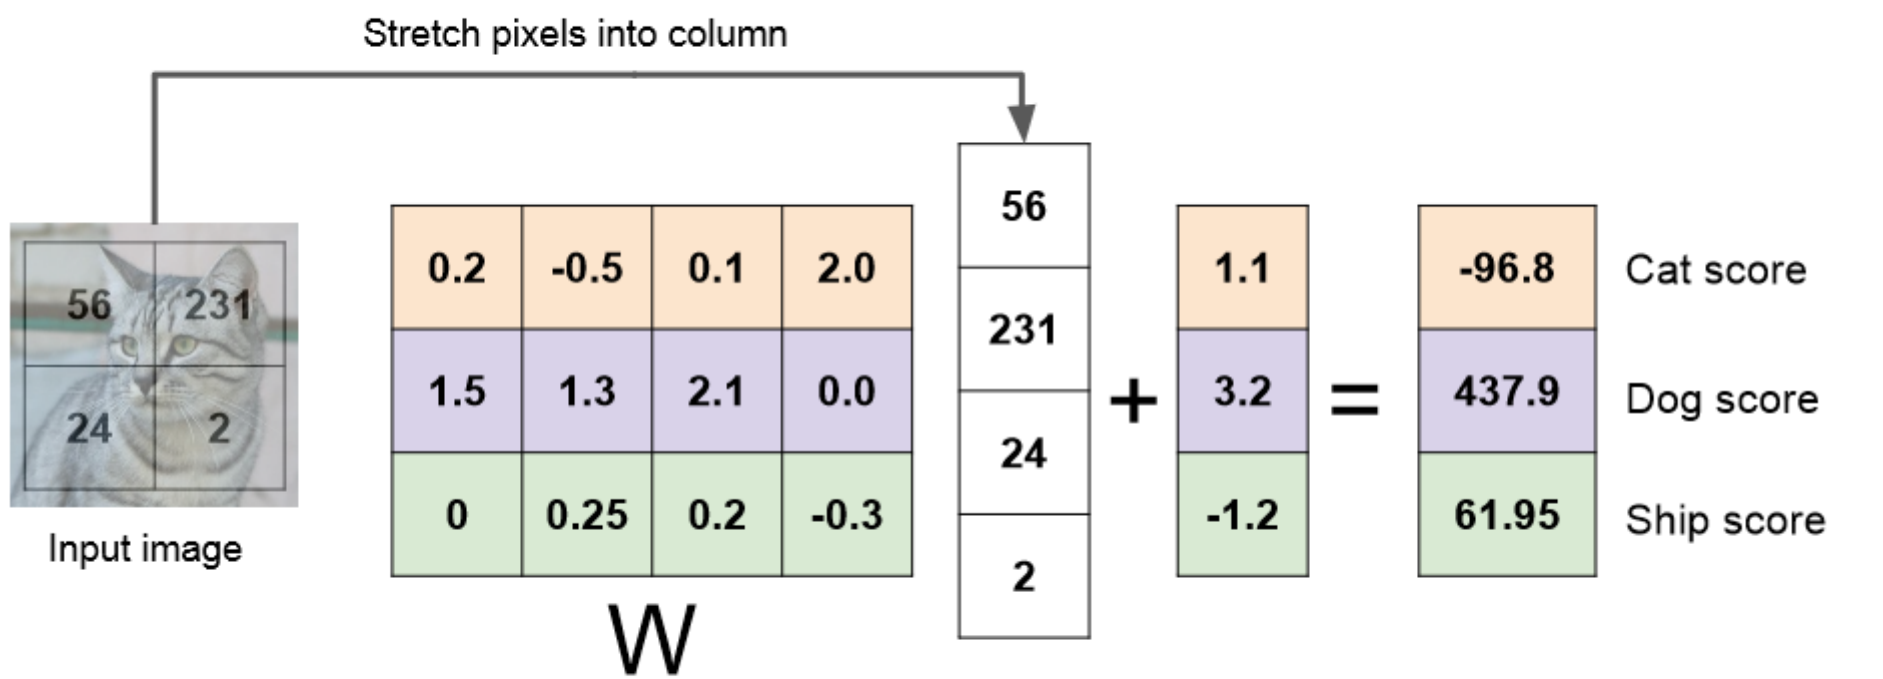 Stretch pixels into column
56 231
24 2
Input image
0.2 -0.5 0.1 2.0
1.5 1.3 2.1 0.0
0 0.25 0.2 -0.3
W
56
231
24
2
+
1.1
3.2
-1.2
=
-96.8 Cat score
437.9 Dog score
61.95 Ship score